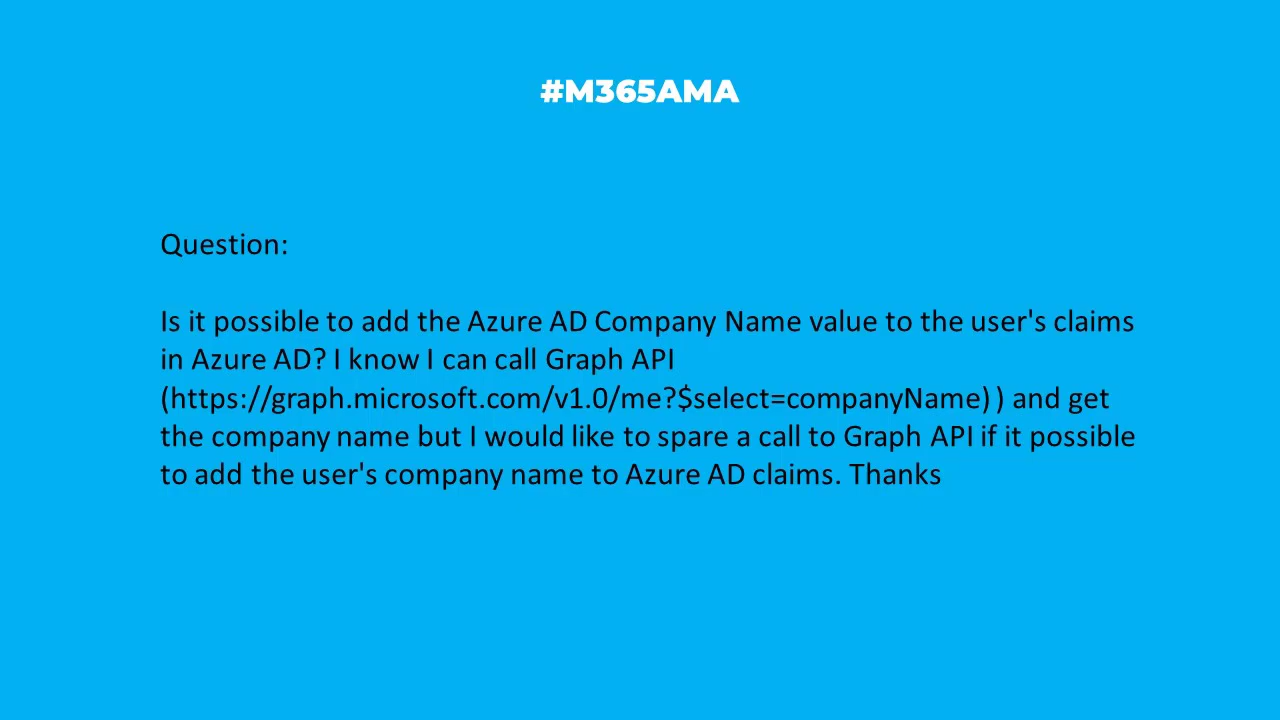 #M365AMA
Question:
Is it possible to add the Azure AD Company Name value to the user's claims
in Azure AD? I know I can call Graph API
(https://graph.microsoft.com/v1.0/me?$select=companyName)) and get
the company name but I would like to spare a call to Graph API if it possible
to add the user's company name to Azure AD claims. Thanks